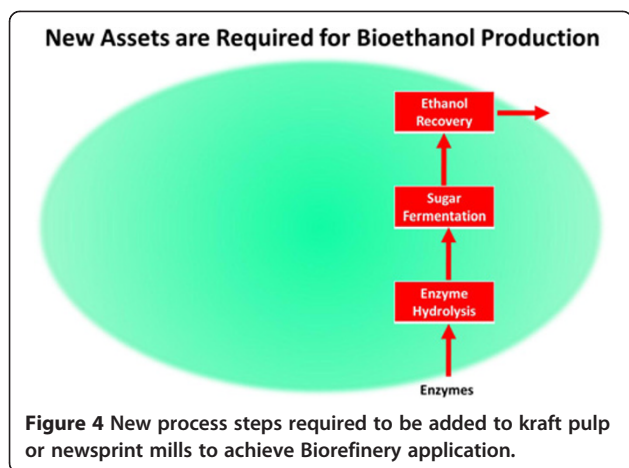 New Assets are Required for Bioethanol Production
Ethanol
Recovery
Sugar
Fermentation
Enzyme
Hydrolysis
Enzymes
Figure 4 New process steps required to be added to kraft pulp
or newsprint mills to achieve Biorefinery application.